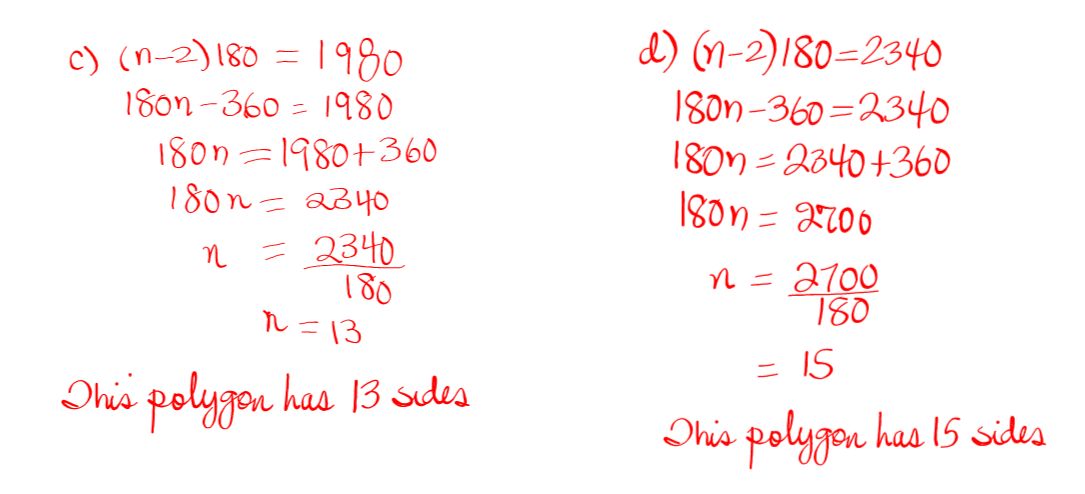 c) (n-2)180 = 1980
180n - 360 = 1980
180n = 1980+360
180n = 2340
n = 2340
180
n = 13
This polygon has 13 sides
d) (n-2)180=2340
180n-360=2340
180n=2340+360
180n = 2700
n = 2700
180
= 15
This polygon has 15 sides